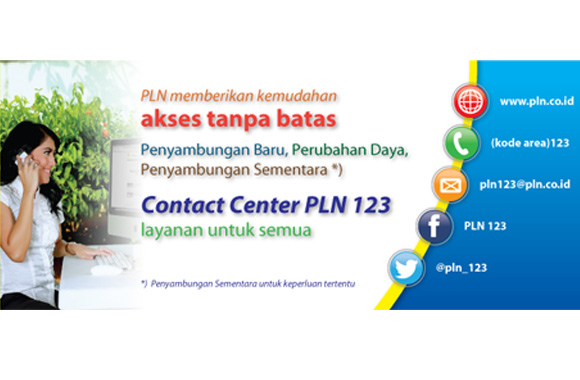 PLN memberikan kemudahan
akses tanpa batas
Penyambungan Baru, Perubahan Daya,
Penyambungan Sementara *)
Contact Center PLN 123
layanan untuk semua
*) Penyambungan Sementara untuk keperluan tertentu
www.pln.co.id
(kode area)123
pln123@pln.co.id
PLN 123
@pln_123